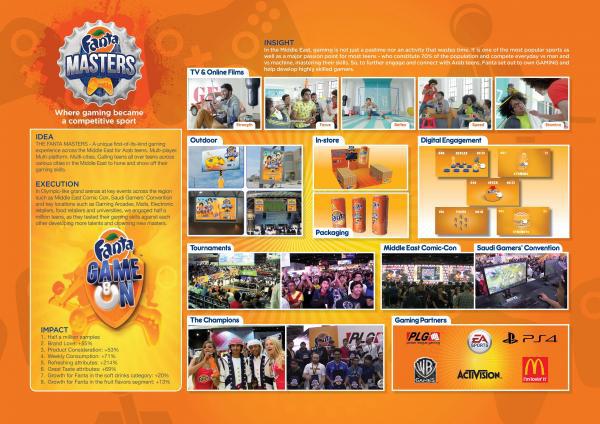 Fanta
MASTERS
Where gaming became
a competitive sport
INSIGHT
In the Middle East, gaming is not just a pastime nor an activity that wastes time. It is one of the most popular sports as
well as a major passion point for most teens - who constitute 70% of the population and compete everyday vs man and
vs machine, mastering their skills. So, to further engage and connect with Arab teens, Fanta set out to own GAMING and
help develop highly skilled gamers.
IDEA
THE FANTA MASTERS - A unique first-of-its-kind gaming
experience across the Middle East for Arab teens. Multi-player.
Multi-platform. Multi-cities. Calling teens all over teens across
various cities in the Middle East to hone and show off their
gaming skills.
EXECUTION
In Olympic-like grand arenas at key events across the region
such as Middle East Comic Con, Saudi Gamers' Convention
and key locations such as Gaming Arcades, Malls, Electronic
retailers, food retailers and universities, we engaged half a
million teens, as they tested their gaming skills against each
other developing more talents and crowning new masters.
Fanta
GAME
ON
IMPACT
1. Half a million samples
2. Brand Love: +35%
3. Product Consideration: +53%
4. Weekly Consumption: +71%
5. Refreshing attributes: +214%
6. Great Taste attributes: +69%
7. Growth for Fanta in the soft drinks category: +20%
8. Growth for Fanta in the fruit flavors segment: +13%
TV & Online Films
Strength
Focus
Reflex
Speed
Stamina
Outdoor
In-store
Packaging
Digital Engagement
Tournaments
Middle East Comic-Con
Saudi Gamers' Convention
The Champions
PLG
Gaming Partners
PLG
EA
SPORTS
PS4
WB
GAMES
ACTIVISION.
i'm lovin' it